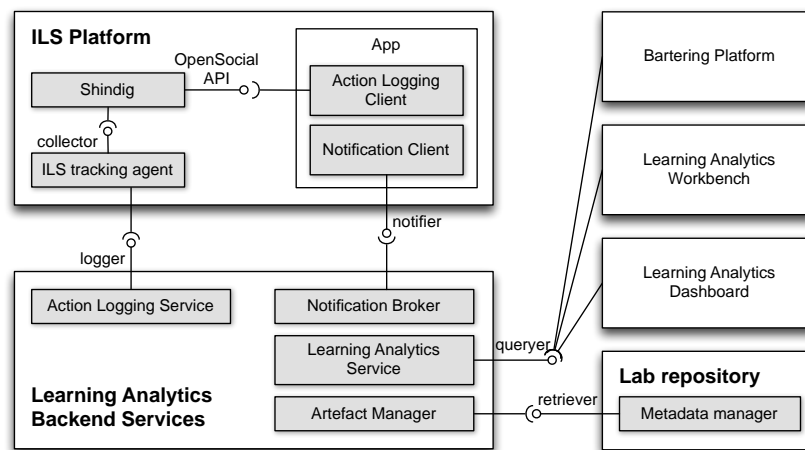 ILS Platform
OpenSocial
API
App
Shindig
Action Logging
Client
collector
Notification Client
ILS tracking agent
notifier
logger
Action Logging Service
Notification Broker
Learning Analytics
Service
queryer
Learning Analytics
Backend Services
Artefact Manager
retriever
Bartering Platform
Learning Analytics
Workbench
Learning Analytics
Dashboard
Lab repository
Metadata manager